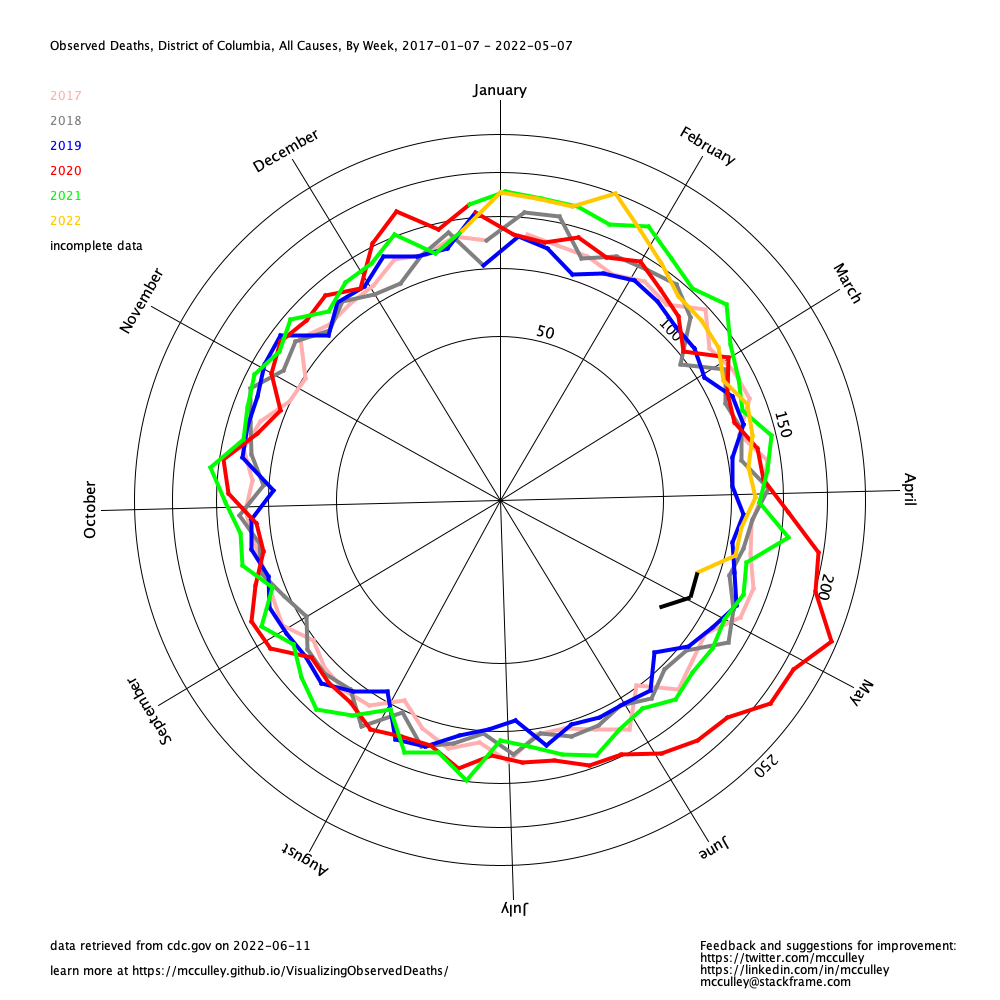 Observed Deaths, District of Columbia, All Causes, By Week, 2017-01-07 - 2022-05-07
2017
2018
2019
2020
2021
2022
incomplete data
January
February
March
April
May
June
July
August
September
October
November
December
50
100
150
200
250
data retrieved from cdc.gov on 2022-06-11
learn more at https://mcculley.github.io/VisualizingObservedDeaths/
Feedback and suggestions for improvement:
https://twitter.com/mcculley
https://linkedin.com/in/mcculley
mcculley@stackframe.com